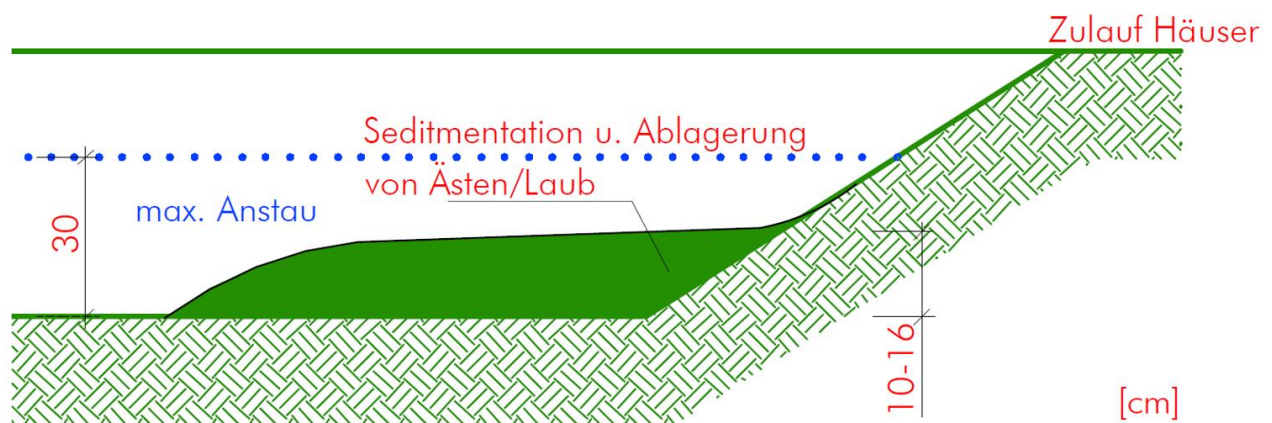 Zulauf Häuser
Seditmentation u. Ablagerung
von Ästen/Laub
max. Anstau
30
10-16
[cm]